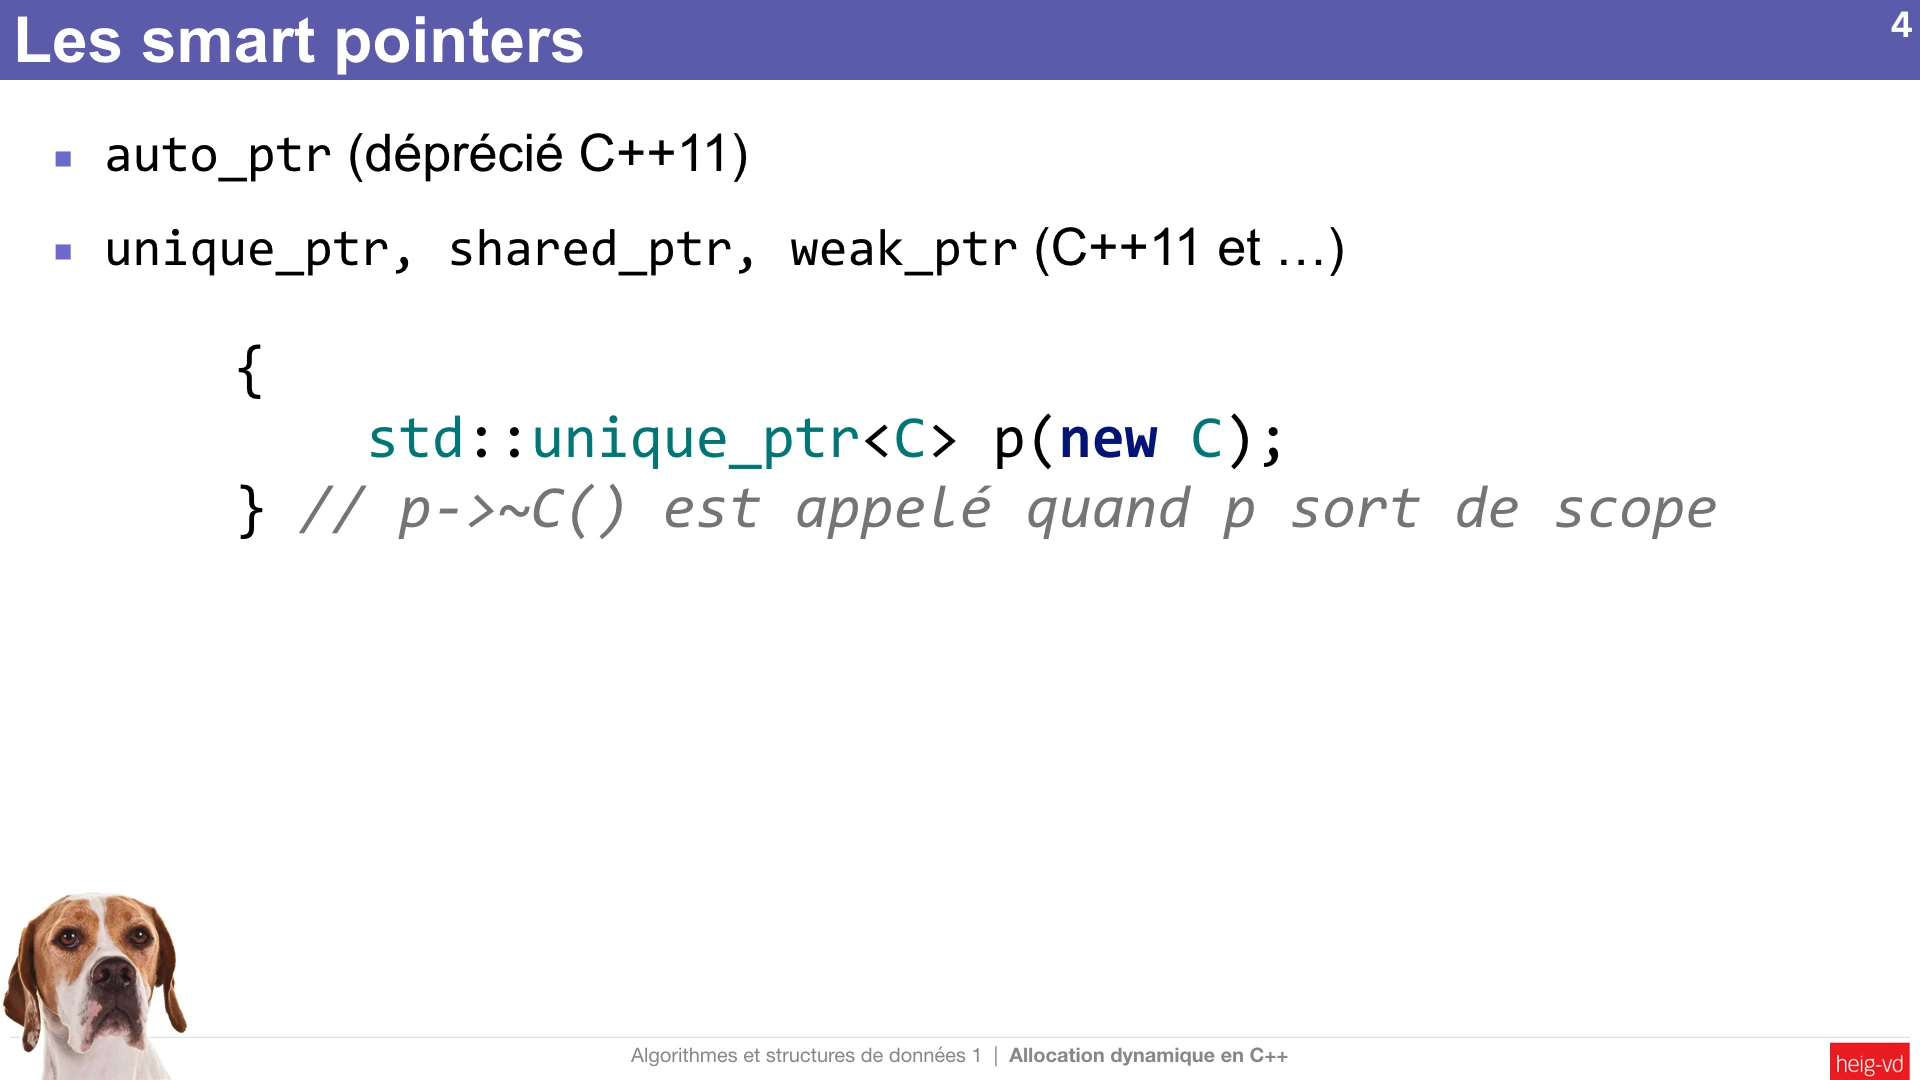 Les smart pointers
4
auto_ptr (déprécié C++11)
unique_ptr, shared_ptr, weak_ptr (C++11 et …)
{
std::unique_ptr<C> p(new C);
} // p->~C() est appelé quand p sort de scope
Algorithmes et structures de données 1 | Allocation dynamique en C++
heig-vd